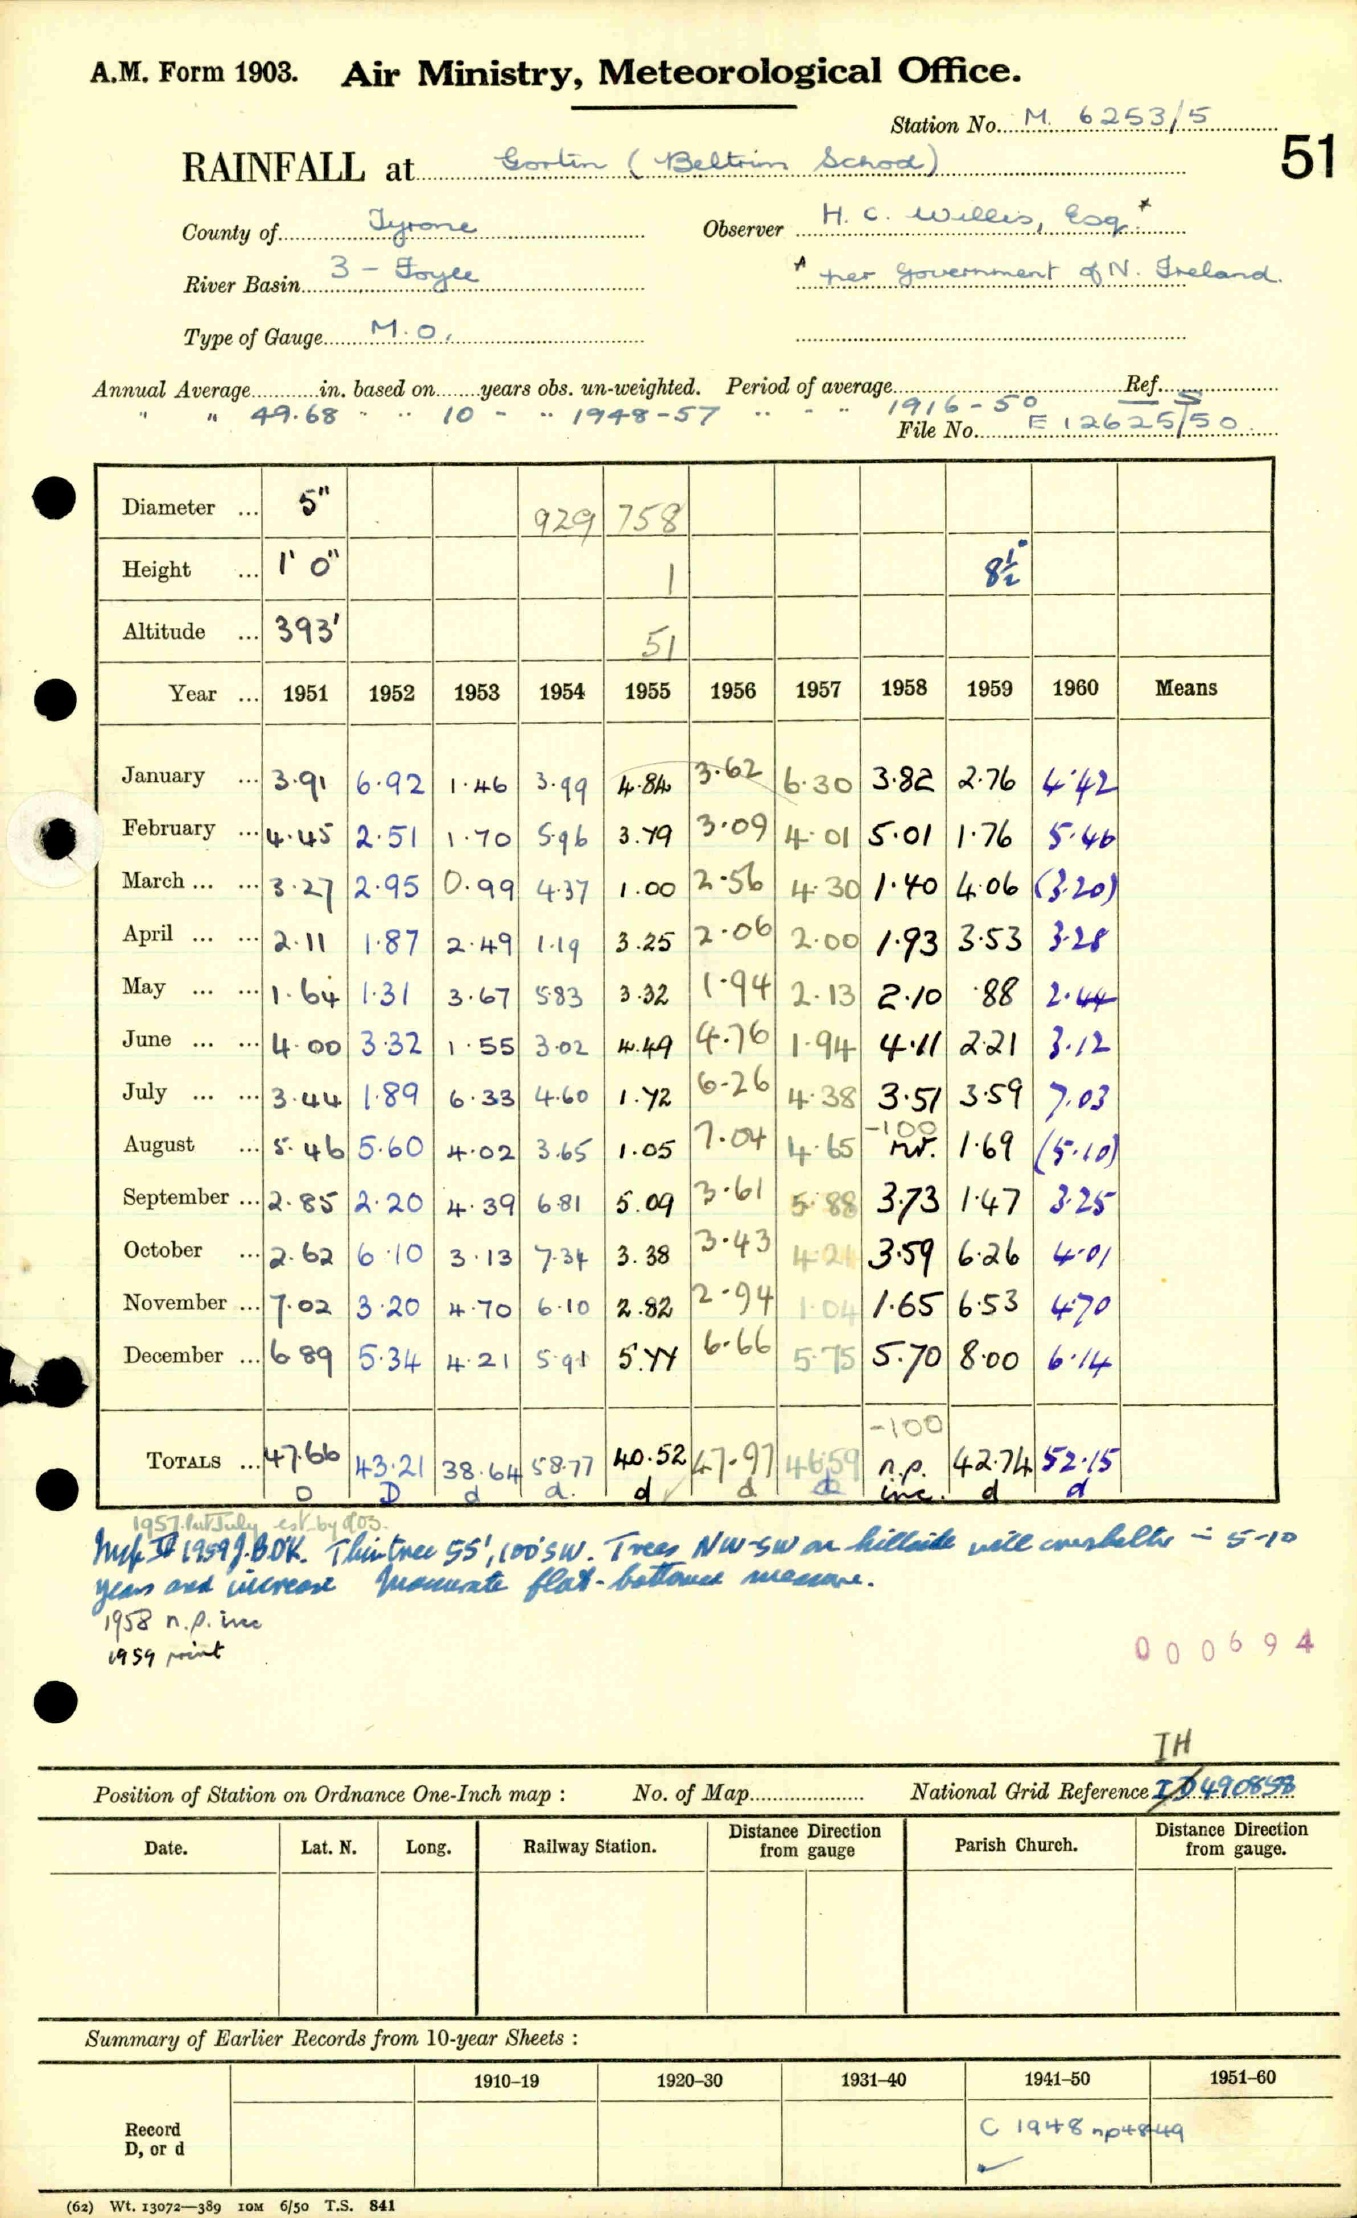 A.M. Form 1903. Air Ministry, Meteorological Office.
Station No. M. 6253/5
51
RAINFALL at Gortin (Beltrim School)
County of Tyrone Observer H. C. Willis, Esq.*
River Basin 3 - Foyle * per Government of N. Ireland.
Type of Gauge M.O.
Annual Average in. based on years obs. un-weighted. Period of average Ref.
" " 49.68 " " 10 - " 1948-57 " - " 1916-50
File No. E 12625/50
Diameter ... 5" 929 758
Height ... 1' 0" 1 8½"
Altitude ... 393' 51
Year ... 1951 1952 1953 1954 1955 1956 1957 1958 1959 1960 Means
January ... 3.91 6.92 1.46 3.99 4.84 3.62 6.30 3.82 2.76 4.42
February ... 4.45 2.51 1.70 5.96 3.79 3.09 4.01 5.01 1.76 5.46
March ... ... 3.27 2.95 0.99 4.37 1.00 2.56 4.30 1.40 4.06 (3.20)
April ... ... 2.11 1.87 2.49 1.19 3.25 2.06 2.00 1.93 3.53 3.28
May ... ... 1.64 1.31 3.67 5.83 3.32 1.94 2.13 2.10 .88 2.44
June ... ... 4.00 3.32 1.55 3.02 4.49 4.76 1.94 4.11 2.21 3.12
July ... ... 3.44 1.89 6.33 4.60 1.72 6.26 4.38 3.51 3.59 7.03
August ... 5.46 5.60 4.02 3.65 1.05 7.04 4.65 -100 nr. 1.69 (5.10)
September ... 2.85 2.20 4.39 6.81 5.09 3.61 5.88 3.73 1.47 3.25
October ... 2.62 6.10 3.13 7.34 3.38 3.43 4.21 3.59 6.26 4.01
November ... 7.02 3.20 4.70 6.10 2.82 2.94 1.04 1.65 6.53 4.70
December ... 6.89 5.34 4.21 5.91 5.77 6.66 5.75 5.70 8.00 6.14
-100
TOTALS ... 47.66 43.21 38.64 58.77 40.52 47.97 46.59 n.p. 42.74 52.15
D D d d. d d d inc. d d
1957. July est. by
1959 J.B.O'K. Thin tree 55', 100' SW. Trees NW-SW on hillside will overshelter 5-10
years and increase flat-bottomed measure.
1958 n.p. inc
1959 print
000694
IH
Position of Station on Ordnance One-Inch map : No. of Map National Grid Reference ID 490858
Date. Lat. N. Long. Railway Station. Distance Direction from gauge Parish Church. Distance Direction from gauge.
Summary of Earlier Records from 10-year Sheets :
1910–19 1920–30 1931–40 1941–50 1951–60
Record D, or d C 1948 np 48 49
(62) Wt. 13072—389 10M 6/50 T.S. 841